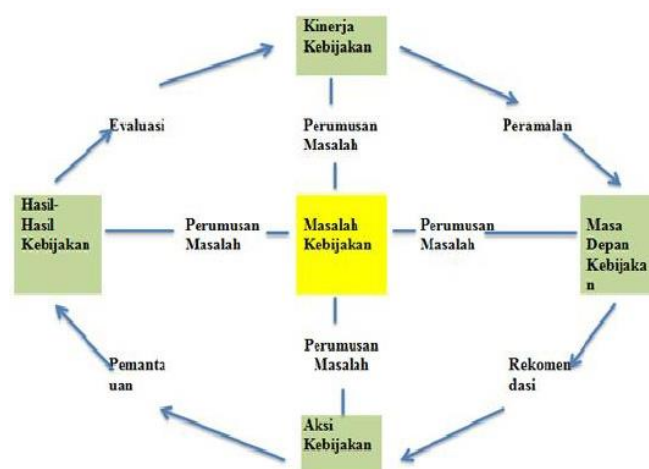 Kinerja
Kebijakan
Evaluasi
Perumusan
Masalah
Peramalan
Hasil-
Hasil
Kebijakan
Perumusan
Masalah
Masalah
Kebijakan
Perumusan
Masalah
Masa
Depan
Kebijaka
n
Perumusan
Masalah
Pemanta
uan
Rekomen
dasi
Aksi
Kebijakan